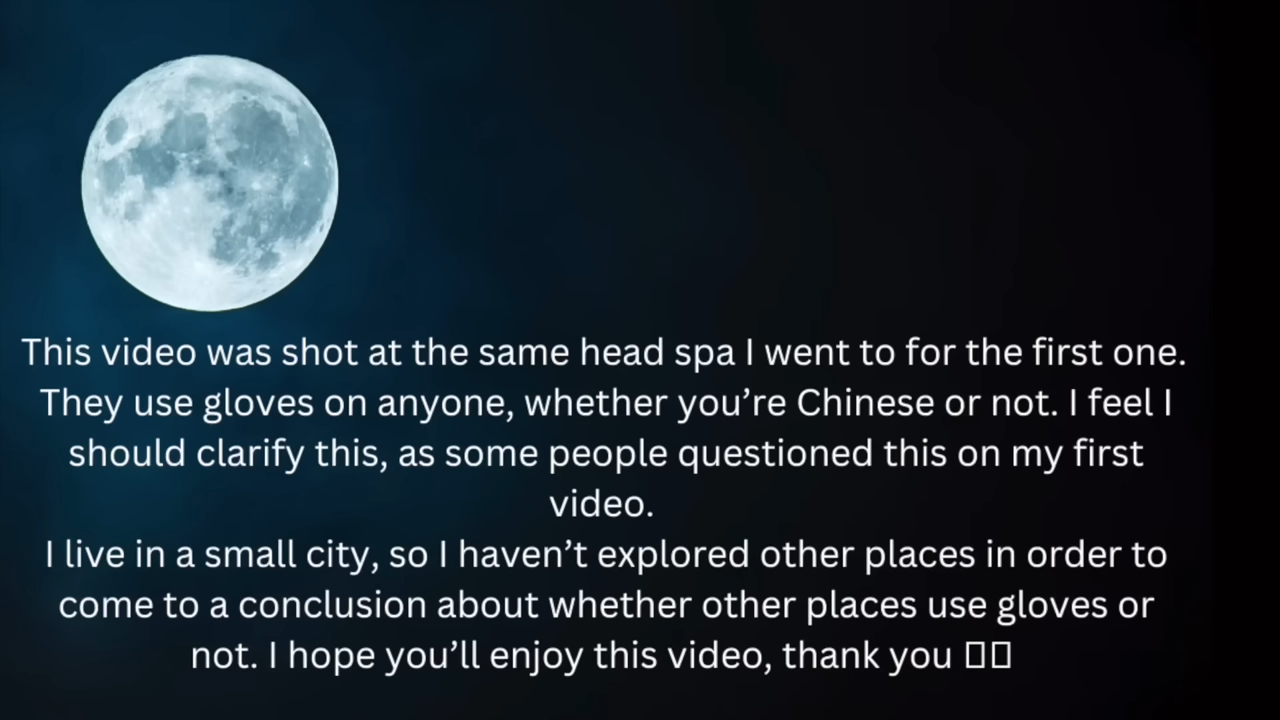 This video was shot at the same head spa I went to for the first one.
They use gloves on anyone, whether you’re Chinese or not. I feel I
should clarify this, as some people questioned this on my first
video.
I live in a small city, so I haven’t explored other places in order to
come to a conclusion about whether other places use gloves or
not. I hope you’ll enjoy this video, thank you